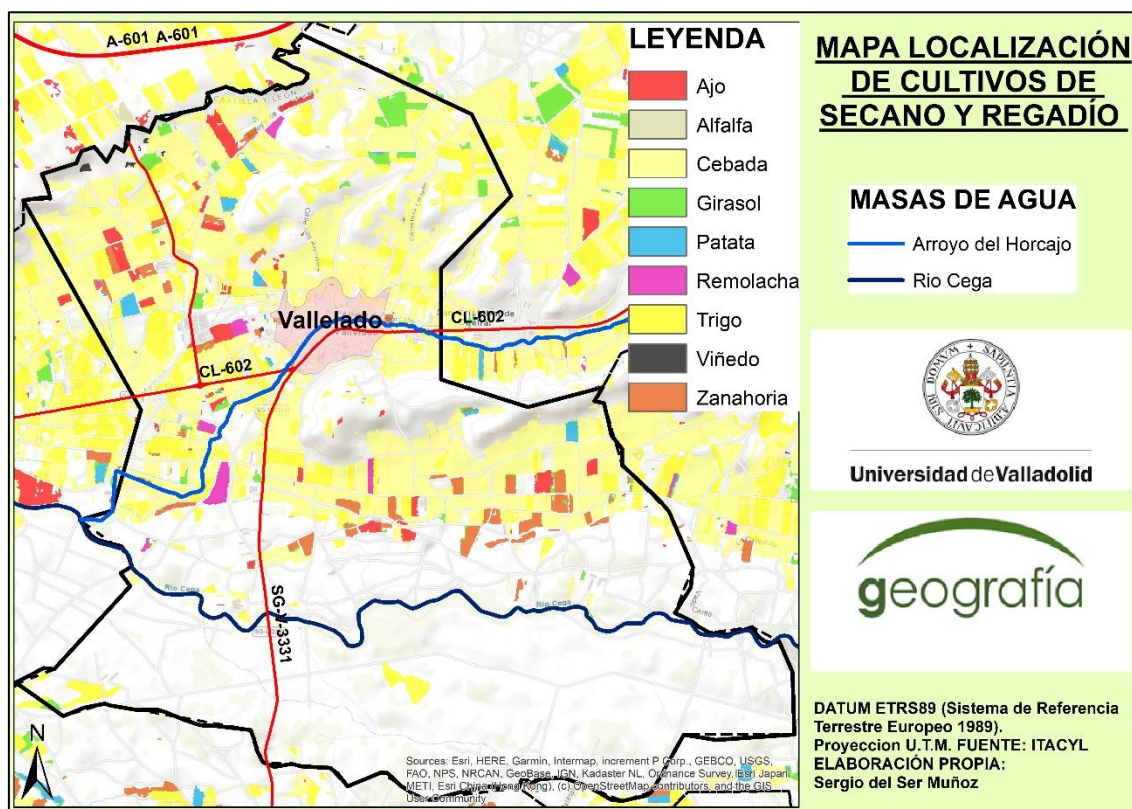 MAPA LOCALIZACIÓN
DE CULTIVOS DE
SECANO Y REGADÍO
MASAS DE AGUA
Arroyo del Horcajo
Rio Cega
LEYENDA
Ajo
Alfalfa
Cebada
Girasol
Patata
Remolacha
Trigo
Viñedo
Zanahoria
A-601 A-601
CASTILLA Y LEÓN
Vallelado
CL-602
CL-602
SG-V-3331
Rio Cega
Rio Cega
N
Sources: Esri, HERE, Garmin, Intermap, increment P Corp., GEBCO, USGS,
FAO, NPS, NRCAN, GeoBase, IGN, Kadaster NL, Ordnance Survey, Esri Japan,
METI, Esri China (Hong Kong), (c) OpenStreetMap contributors, and the GIS
User Community
Universidad de Valladolid
geografía
DATUM ETRS89 (Sistema de Referencia
Terrestre Europeo 1989).
Proyeccion U.T.M. FUENTE: ITACYL
ELABORACIÓN PROPIA:
Sergio del Ser Muñoz